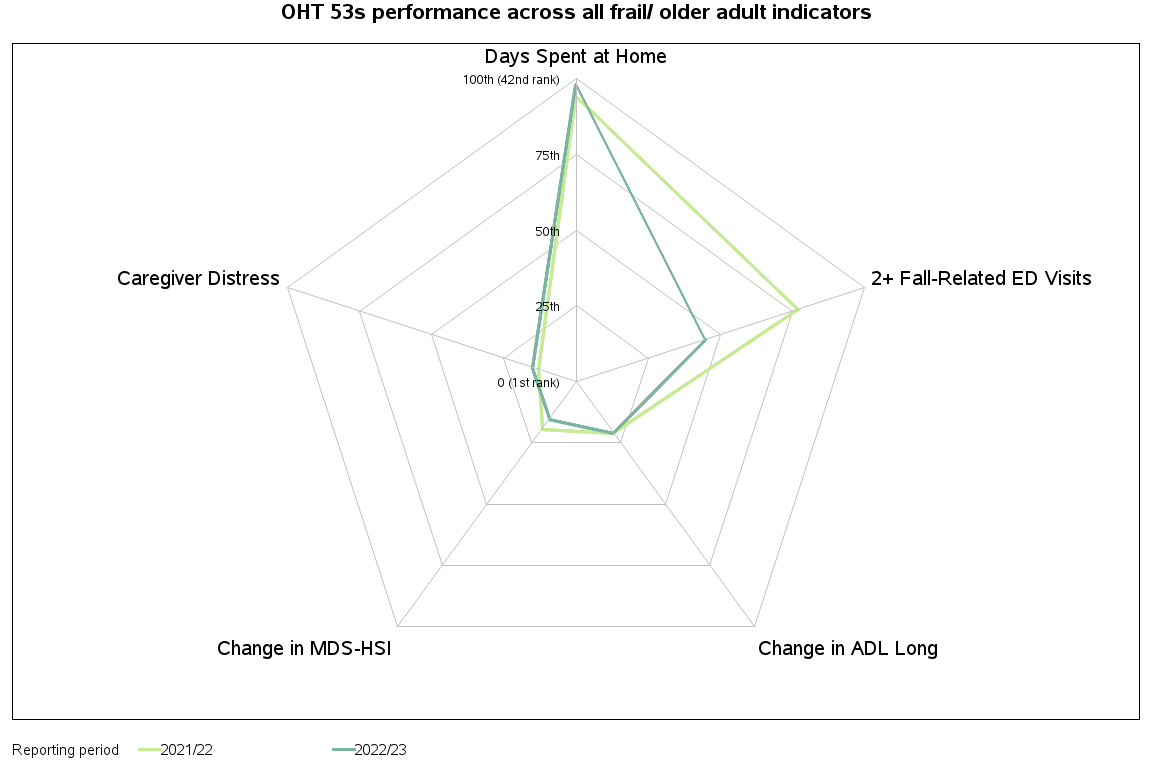 OHT 53s performance across all frail/ older adult indicators
Days Spent at Home
100th (42nd rank)
75th
50th
Caregiver Distress
2+ Fall-Related ED Visits
25th
0 (1st rank)
Change in MDS-HSI
Change in ADL Long
Reporting period 2021/22 2022/23